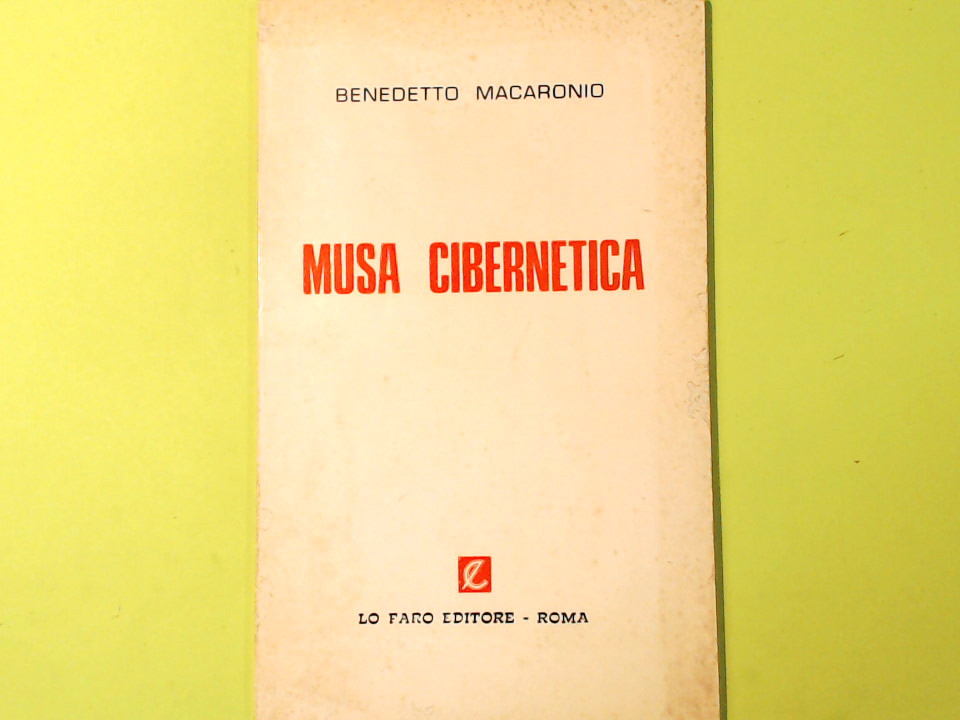 BENEDETTO MACARONIO
MUSA CIBERNETICA
LO FARO EDITORE - ROMA